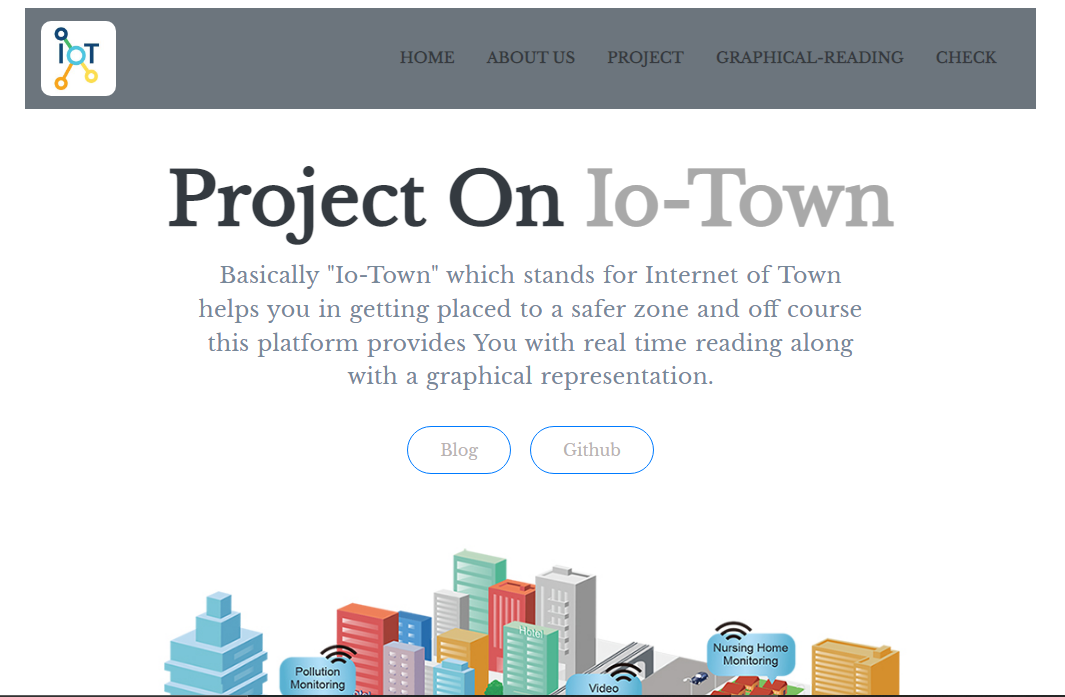 IoT
HOME ABOUT US PROJECT GRAPHICAL-READING CHECK
Project On Io-Town
Basically "Io-Town" which stands for Internet of Town
helps you in getting placed to a safer zone and off course
this platform provides You with real time reading along
with a graphical representation.
Blog Github
Hotel
Nursing Home
Monitoring
Pollution
Monitoring
Video